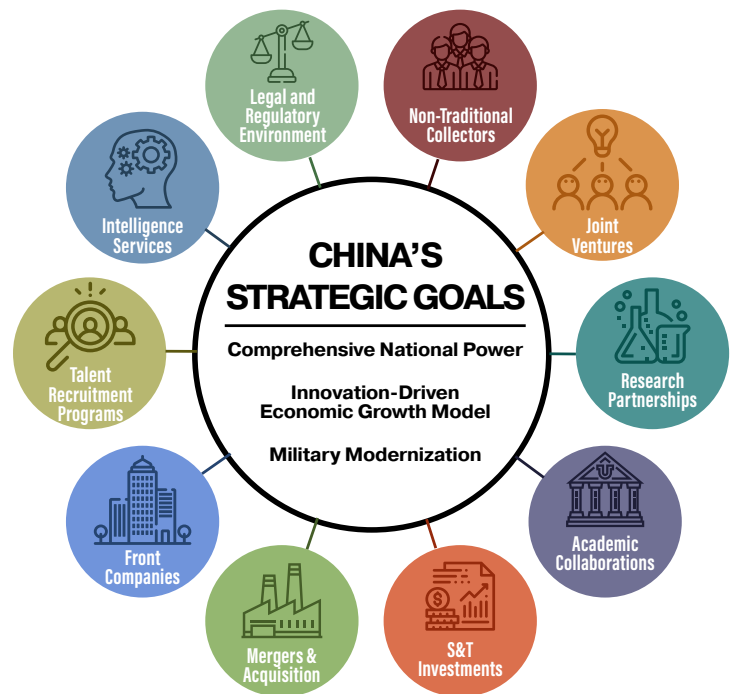 CHINA'S
STRATEGIC GOALS
Comprehensive National Power
Innovation-Driven
Economic Growth Model
Military Modernization
Legal and
Regulatory
Environment
Non-Traditional
Collectors
Joint
Ventures
Research
Partnerships
Academic
Collaborations
S&T
Investments
Mergers &
Acquisition
Front
Companies
Talent
Recruitment
Programs
Intelligence
Services